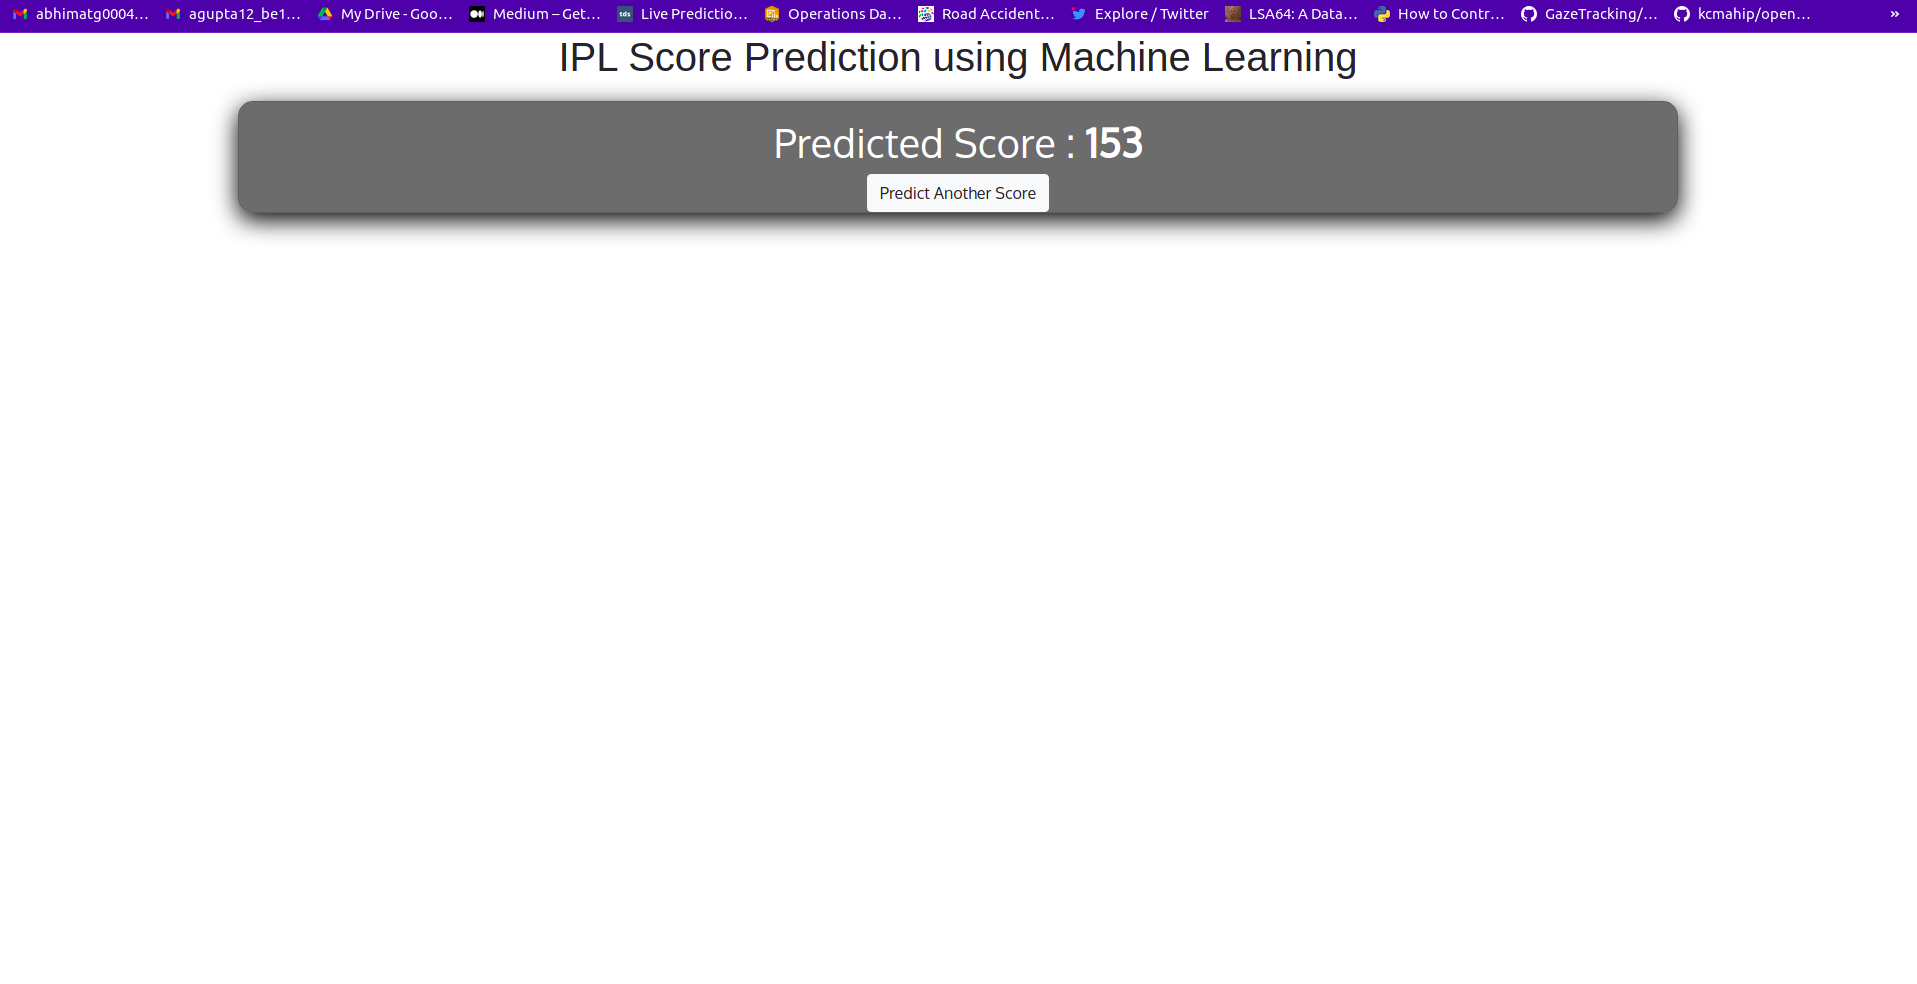 abhimatg0004... agupta12_be1... My Drive - Goo... Medium – Get... tds Live Predictio... Operations Da... Road Accident... Explore / Twitter LSA64: A Data... How to Contr... GazeTracking/... kcmahip/open... »
IPL Score Prediction using Machine Learning
Predicted Score : 153
Predict Another Score